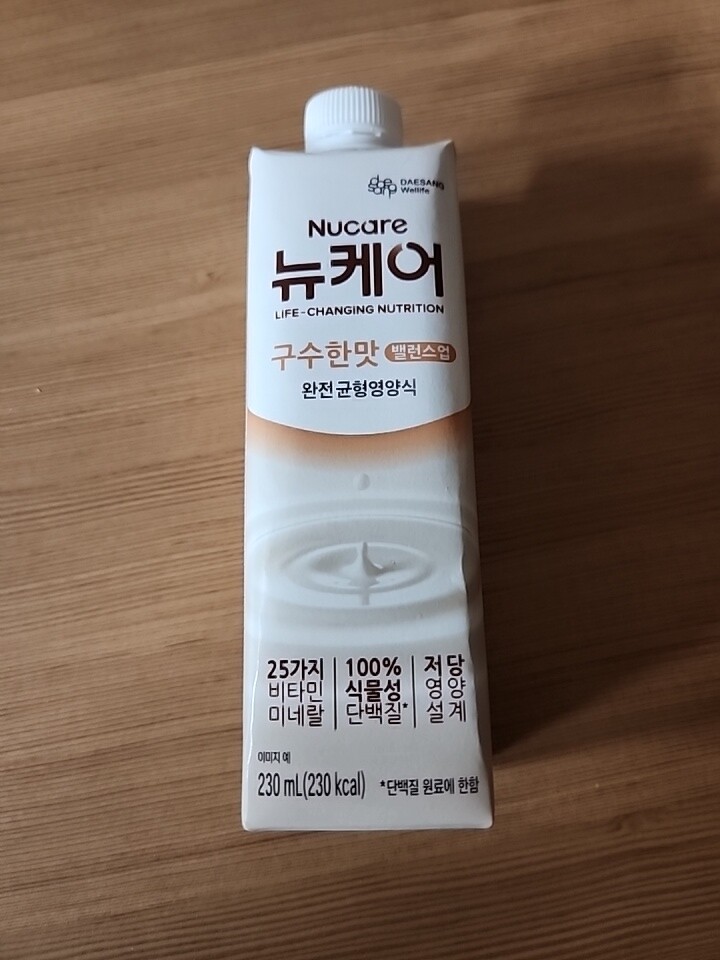 DAESANG
Wellife
Nucare
뉴케어
LIFE-CHANGING NUTRITION
구수한맛 밸런스업
완전균형영양식
25가지
비타민
미네랄
100%
식물성
단백질*
저당
영양
설계
이미지 예
230 mL(230 kcal) *단백질 원료에 한함